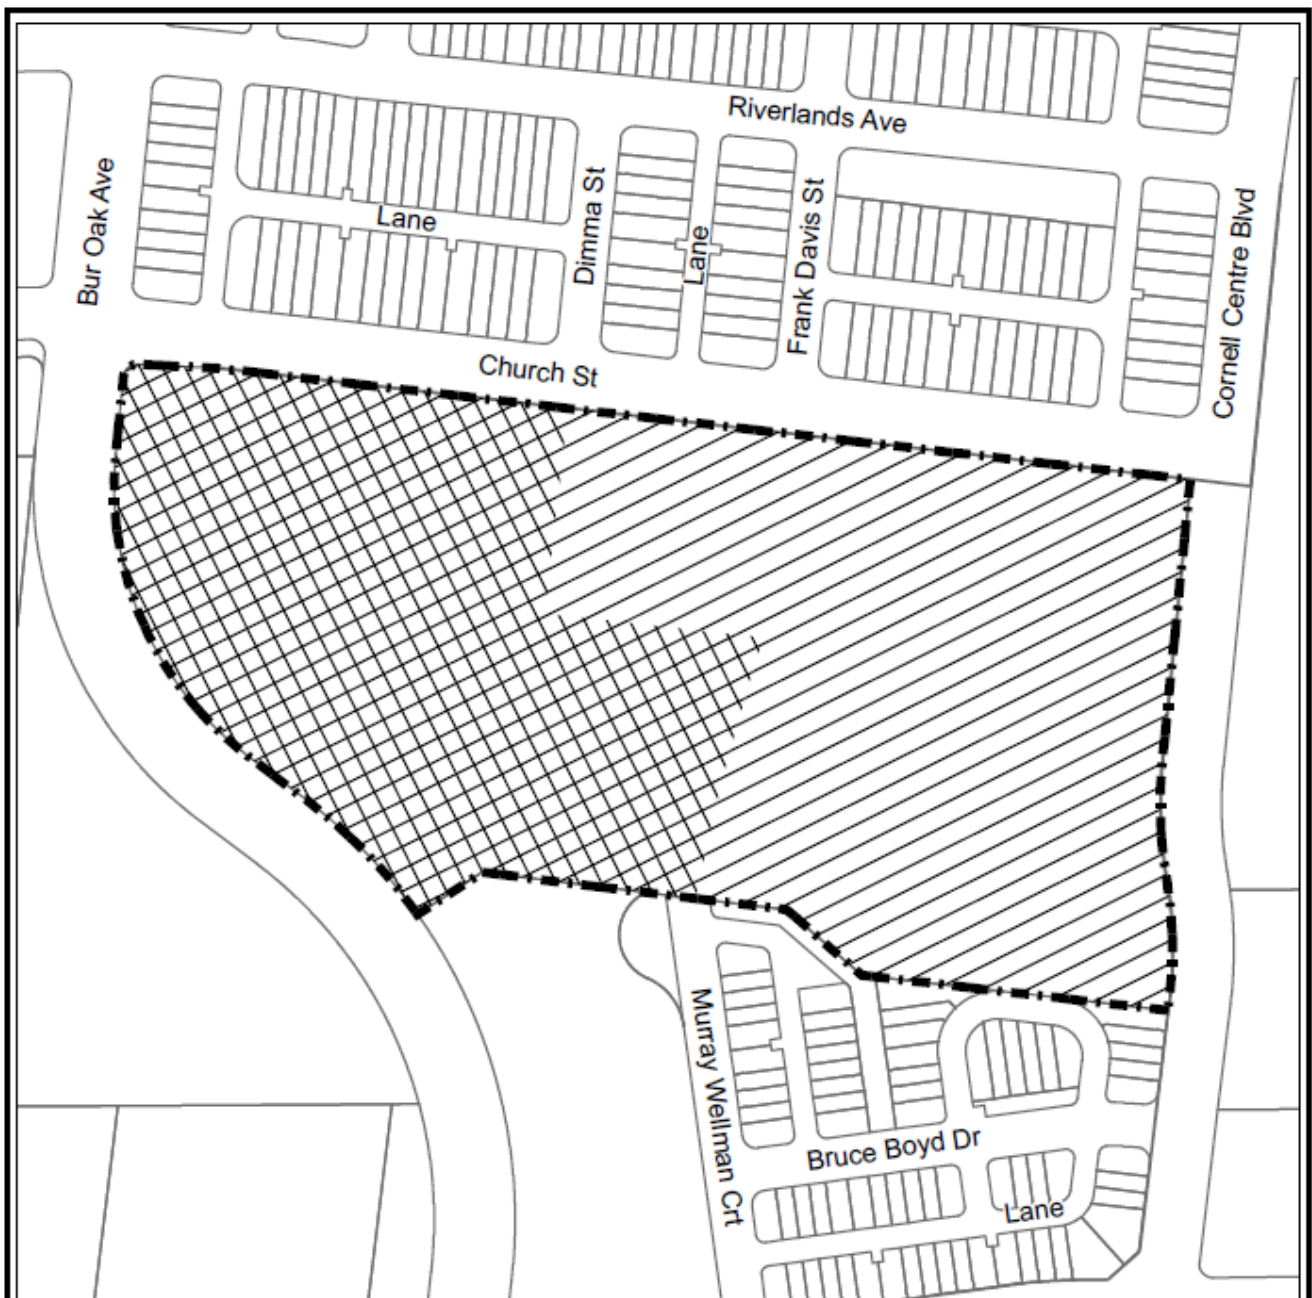 Riverlands Ave
Bur Oak Ave
Lane
Dimma St
Lane
Frank Davis St
Cornell Centre Blvd
Church St
Murray Wellman Crt
Bruce Boyd Dr
Lane